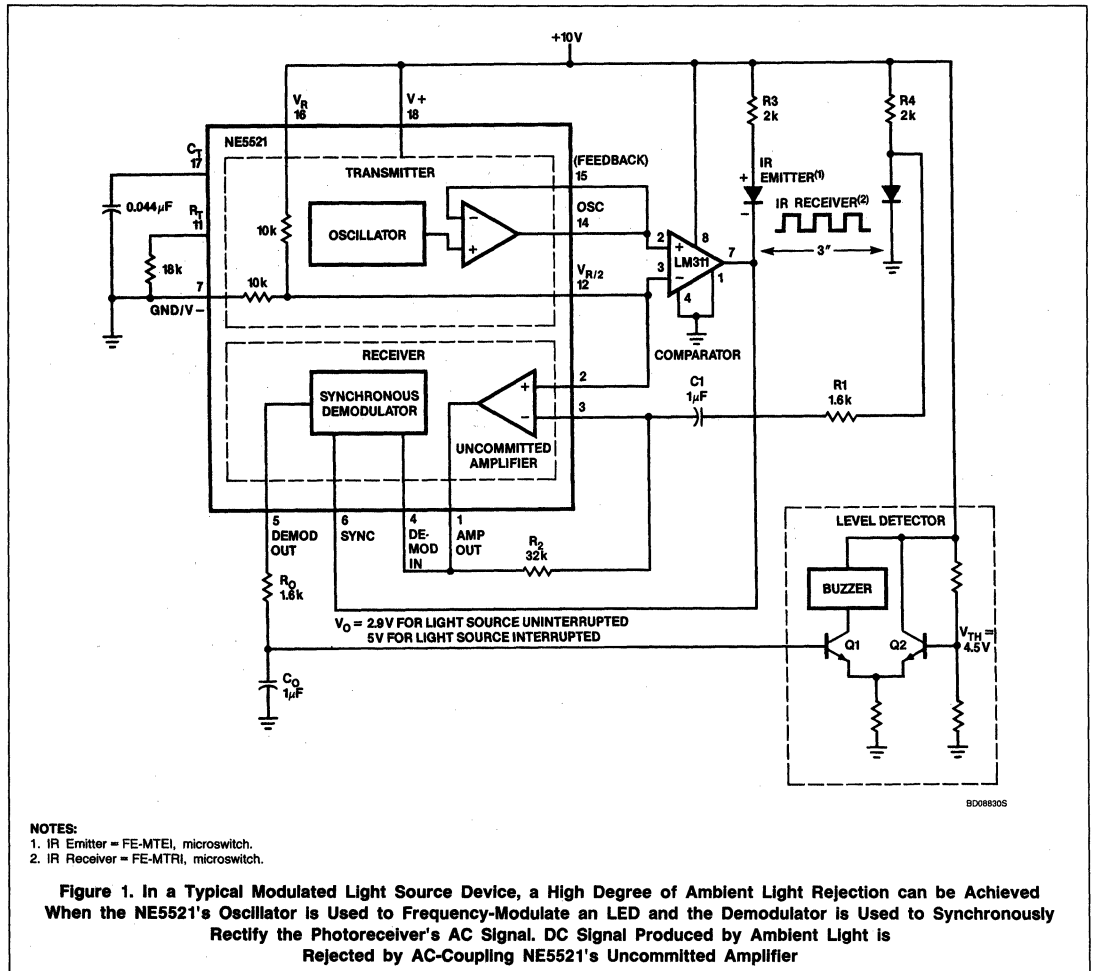 +10V
V_R
16
V+
18
NE5521
C_T
17
0.044μF
R_T
11
18k
7
GND/V−
TRANSMITTER
OSCILLATOR
−
+
10k
10k
(FEEDBACK)
15
OSC
14
V_R/2
12
2
+
3
−
LM311
8
7
1
4
COMPARATOR
R3
2k
+
IR
EMITTER(1)
−
IR RECEIVER(2)
3"
R4
2k
RECEIVER
SYNCHRONOUS
DEMODULATOR
+
−
UNCOMMITTED
AMPLIFIER
2
3
C1
1μF
R1
1.6k
5
DEMOD
OUT
6
SYNC
4
DE-
MOD
IN
1
AMP
OUT
R2
32k
R_O
1.6k
V_O = 2.9V FOR LIGHT SOURCE UNINTERRUPTED
5V FOR LIGHT SOURCE INTERRUPTED
C_O
1μF
LEVEL DETECTOR
BUZZER
Q1
Q2
V_TH =
4.5V
BD08830S
NOTES:
1. IR Emitter = FE-MTEI, microswitch.
2. IR Receiver = FE-MTRI, microswitch.
Figure 1. In a Typical Modulated Light Source Device, a High Degree of Ambient Light Rejection can be Achieved
When the NE5521's Oscillator is Used to Frequency-Modulate an LED and the Demodulator is Used to Synchronously
Rectify the Photoreceiver's AC Signal. DC Signal Produced by Ambient Light is
Rejected by AC-Coupling NE5521's Uncommitted Amplifier